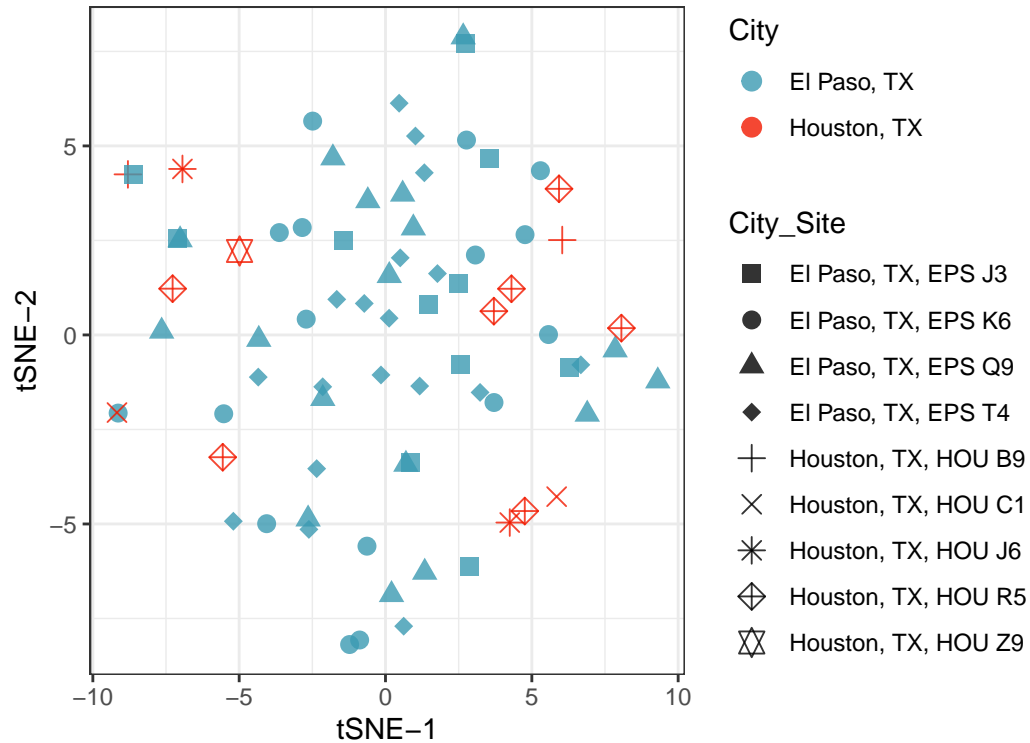 City
El Paso, TX
Houston, TX
City_Site
El Paso, TX, EPS J3
El Paso, TX, EPS K6
El Paso, TX, EPS Q9
El Paso, TX, EPS T4
Houston, TX, HOU B9
Houston, TX, HOU C1
Houston, TX, HOU J6
Houston, TX, HOU R5
Houston, TX, HOU Z9
tSNE−2
5
0
−5
−10 −5 0 5 10
tSNE−1